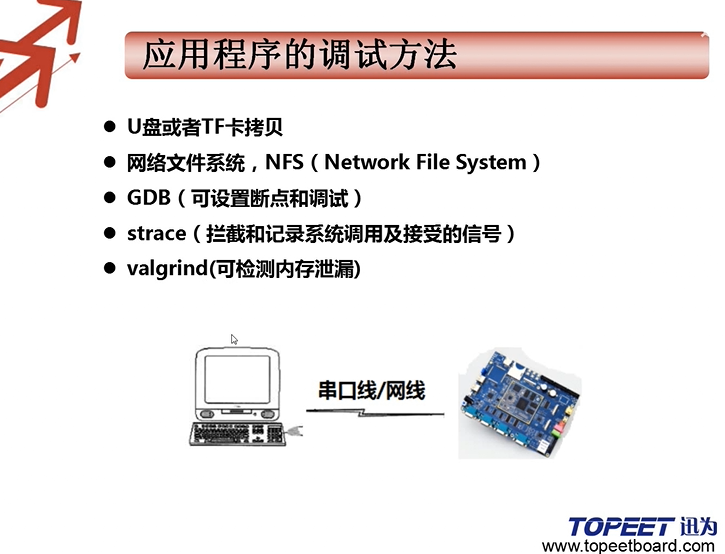 应用程序的调试方法
● U盘或者TF卡拷贝
● 网络文件系统，NFS（Network File System）
● GDB（可设置断点和调试）
● strace（拦截和记录系统调用及接受的信号）
● valgrind(可检测内存泄漏)
串口线/网线
TOPEET 迅为
www.topeetboard.com